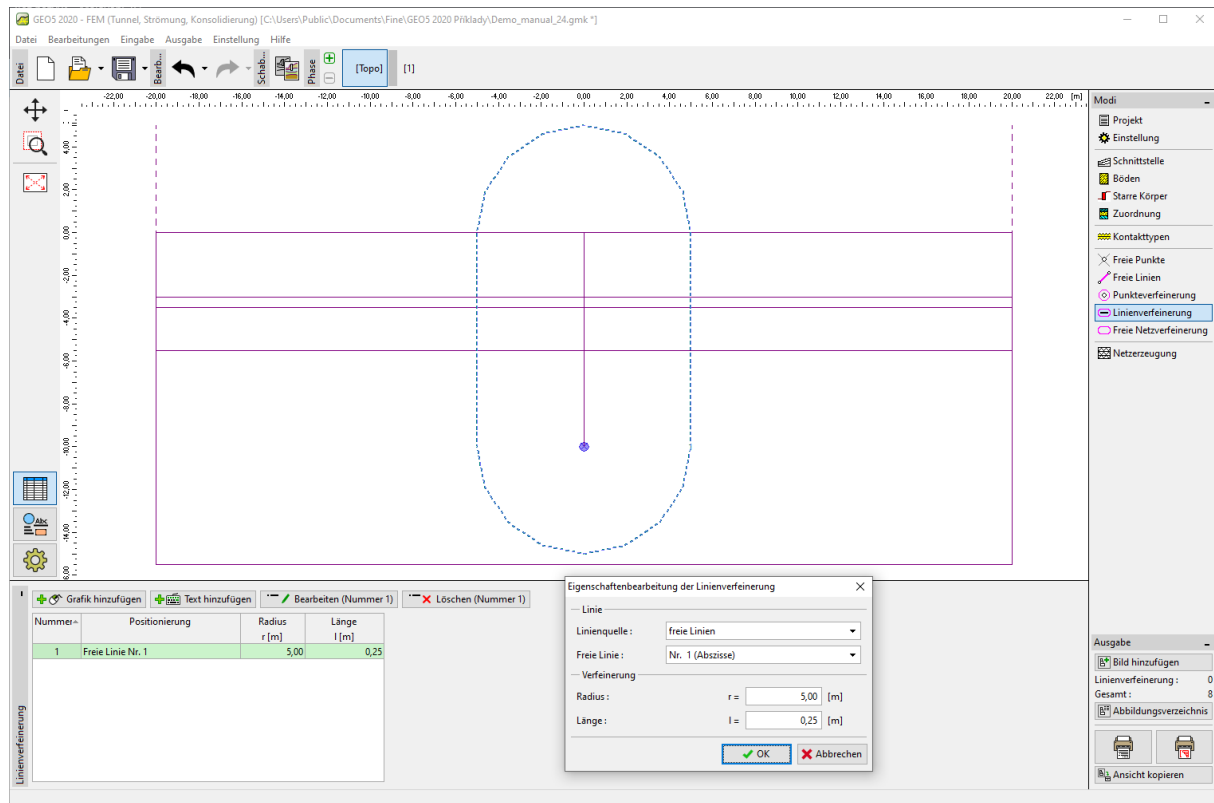 GEO5 2020 - FEM (Tunnel, Strömung, Konsolidierung) [C:\Users\Public\Documents\Fine\GEO5 2020 Příklady\Demo_manual_24.gmk *]
Datei Bearbeitungen Eingabe Ausgabe Einstellung Hilfe
Datei
Bearb...
Schab...
Phase
[Topo] [1]
-22,00 -20,00 -18,00 -16,00 -14,00 -12,00 -10,00 -8,00 -6,00 -4,00 -2,00 0,00 2,00 4,00 6,00 8,00 10,00 12,00 14,00 16,00 18,00 20,00 22,00 [m]
4,00
2,00
0,00
-2,00
-4,00
-6,00
-8,00
-10,00
-12,00
-14,00
Modi
Projekt
Einstellung
Schnittstelle
Böden
Starre Körper
Zuordnung
Kontakttypen
Freie Punkte
Freie Linien
Punkteverfeinerung
Linienverfeinerung
Freie Netzverfeinerung
Netzerzeugung
Abc
Linienverfeinerung
Grafik hinzufügen Text hinzufügen Bearbeiten (Nummer 1) Löschen (Nummer 1)
Nummer Positionierung Radius Länge
r [m] l [m]
1 Freie Linie Nr. 1 5,00 0,25
Eigenschaftenbearbeitung der Linienverfeinerung
Linie
Linienquelle : freie Linien
Freie Linie : Nr. 1 (Abszisse)
Verfeinerung
Radius : r = 5,00 [m]
Länge : l = 0,25 [m]
OK Abbrechen
Ausgabe
Bild hinzufügen
Linienverfeinerung : 0
Gesamt : 8
Abbildungsverzeichnis
Ansicht kopieren